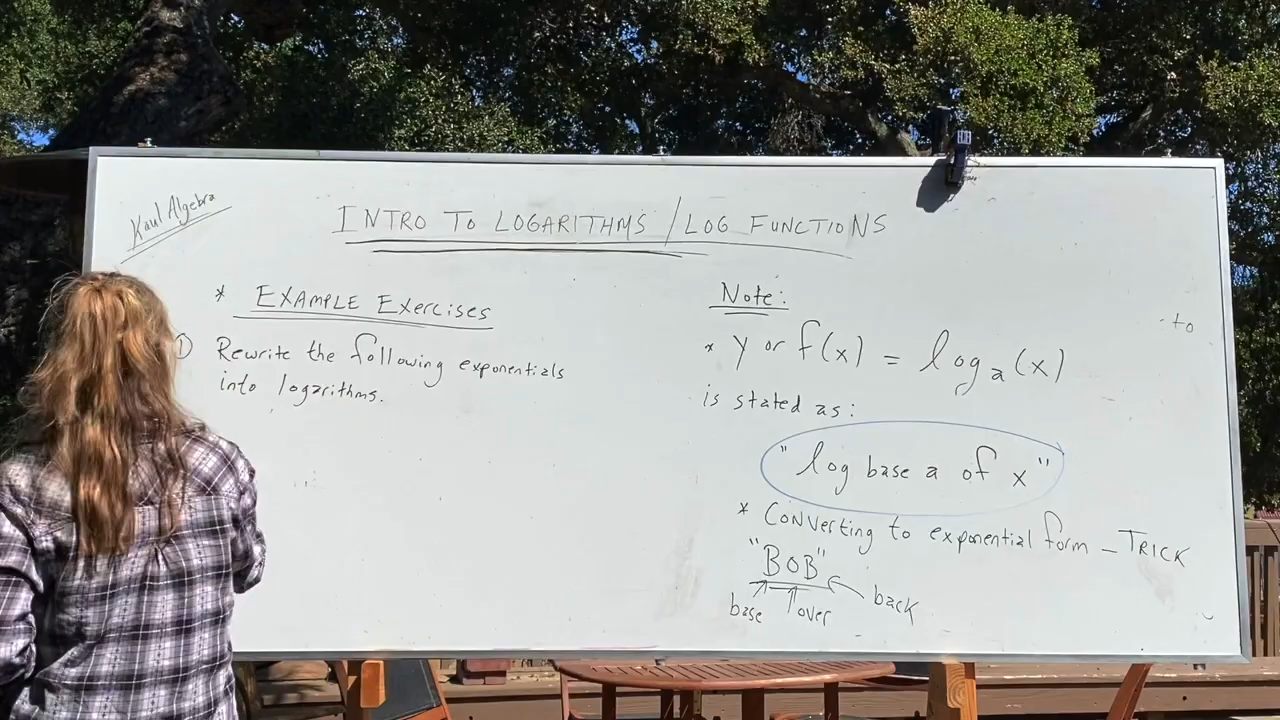 Kaul Algebra
INTRO TO LOGARITHMS / LOG FUNCTIONS
* EXAMPLE Exercises
① Rewrite the following exponentials
into logarithms.
Note:
* y or f(x) = logₐ(x)
to
is stated as:
"log base a of x"
* Converting to exponential form – TRICK
"BOB"
base over back